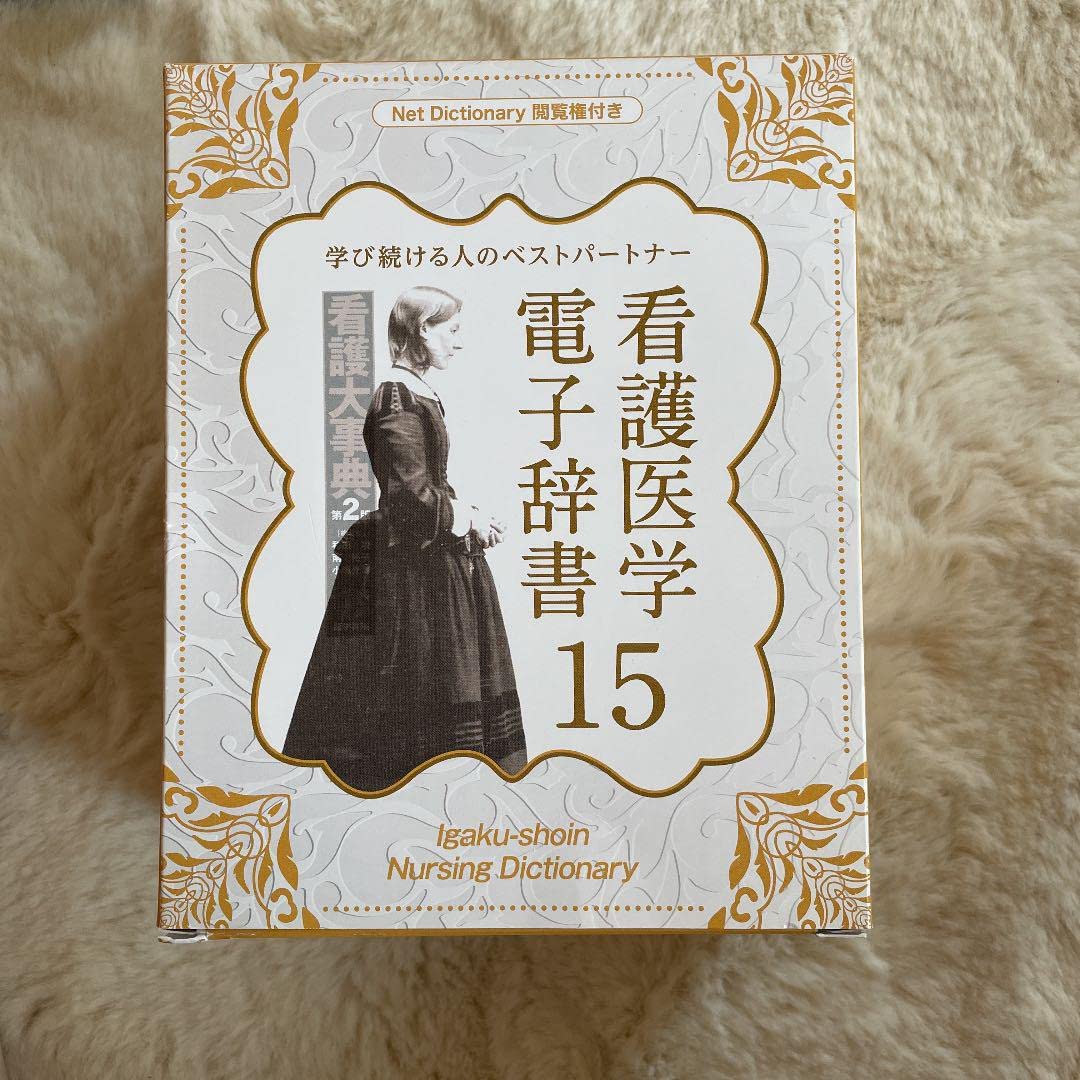 Net Dictionary 閲覧権付き
学び続ける人のベストパートナー
看護医学
電子辞書
15
看護大事典
第2版
Igaku-shoin
Nursing Dictionary